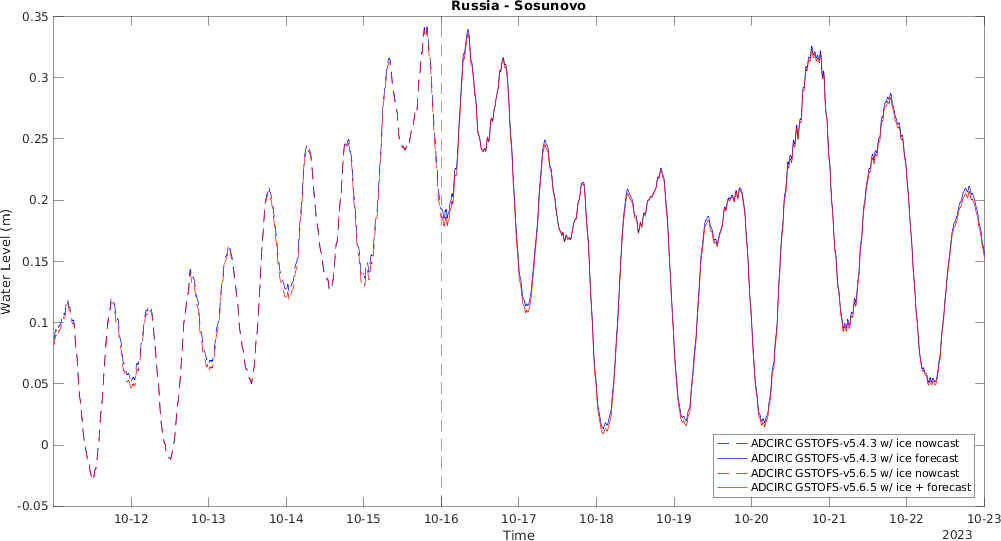 Russia - Sosunovo
0.35
0.3
0.25
0.2
0.15
0.1
0.05
0
-0.05
Water Level (m)
10-12 10-13 10-14 10-15 10-16 10-17 10-18 10-19 10-20 10-21 10-22 10-23
Time
2023
ADCIRC GSTOFS-v5.4.3 w/ ice nowcast
ADCIRC GSTOFS-v5.4.3 w/ ice forecast
ADCIRC GSTOFS-v5.6.5 w/ ice nowcast
ADCIRC GSTOFS-v5.6.5 w/ ice + forecast